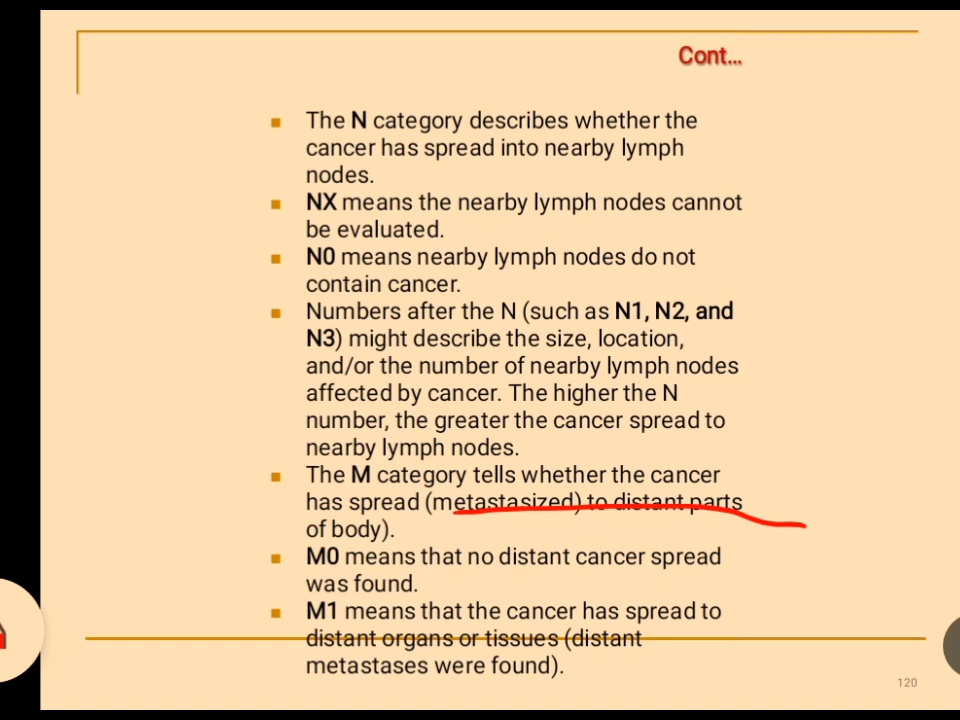 Cont...
■ The N category describes whether the
cancer has spread into nearby lymph
nodes.
■ NX means the nearby lymph nodes cannot
be evaluated.
■ N0 means nearby lymph nodes do not
contain cancer.
■ Numbers after the N (such as N1, N2, and
N3) might describe the size, location,
and/or the number of nearby lymph nodes
affected by cancer. The higher the N
number, the greater the cancer spread to
nearby lymph nodes.
■ The M category tells whether the cancer
has spread (metastasized) to distant parts
of body).
■ M0 means that no distant cancer spread
was found.
■ M1 means that the cancer has spread to
distant organs or tissues (distant
metastases were found).
120